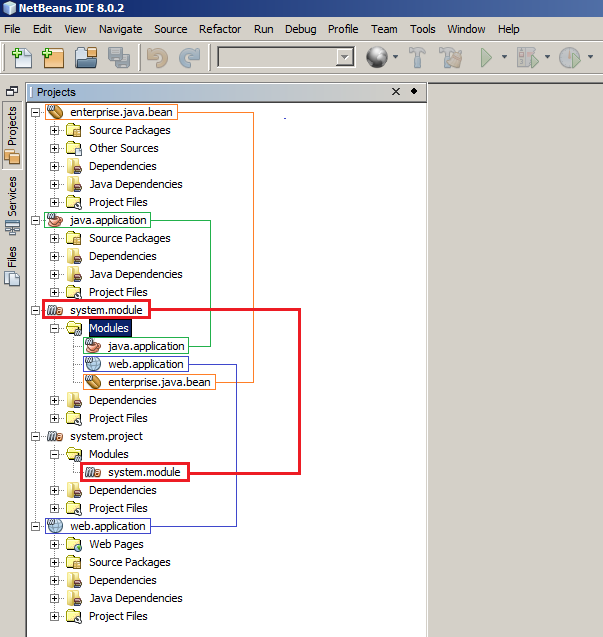 NetBeans IDE 8.0.2
File Edit View Navigate Source Refactor Run Debug Profile Team Tools Window Help
Projects
Projects
Services
Files
enterprise.java.bean
Source Packages
Other Sources
Dependencies
Java Dependencies
Project Files
java.application
Source Packages
Dependencies
Java Dependencies
Project Files
system.module
Modules
java.application
web.application
enterprise.java.bean
Dependencies
Project Files
system.project
Modules
system.module
Dependencies
Project Files
web.application
Web Pages
Source Packages
Dependencies
Java Dependencies
Project Files